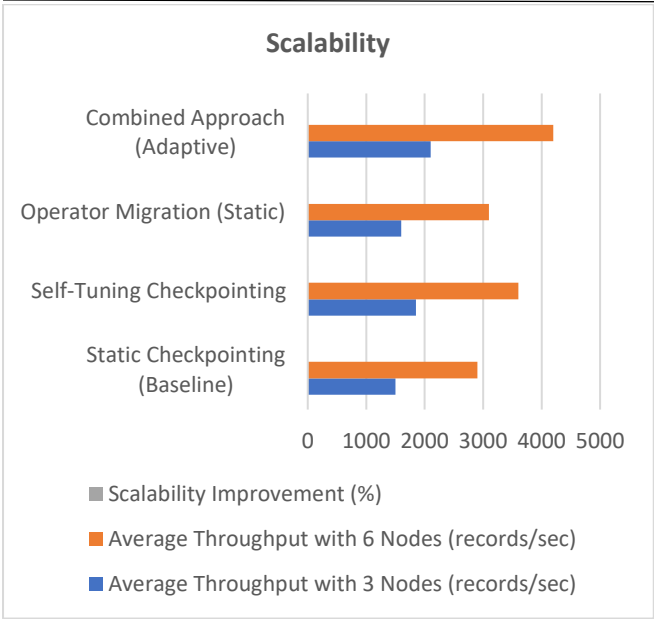 Scalability
Combined Approach
(Adaptive)
Operator Migration (Static)
Self-Tuning Checkpointing
Static Checkpointing
(Baseline)
0 1000 2000 3000 4000 5000
Scalability Improvement (%)
Average Throughput with 6 Nodes (records/sec)
Average Throughput with 3 Nodes (records/sec)